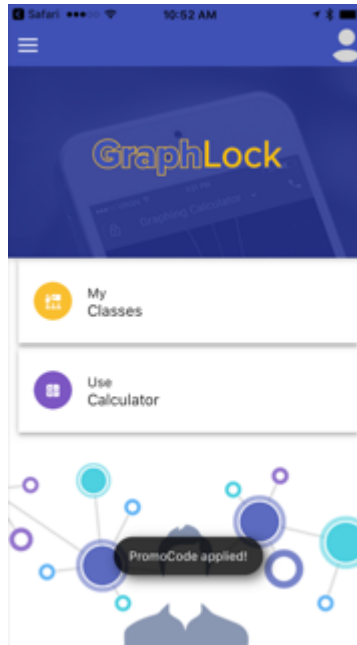 Safari 10:52 AM
GraphLock
Graphing Calculator
My
Classes
Use
Calculator
PromoCode applied!